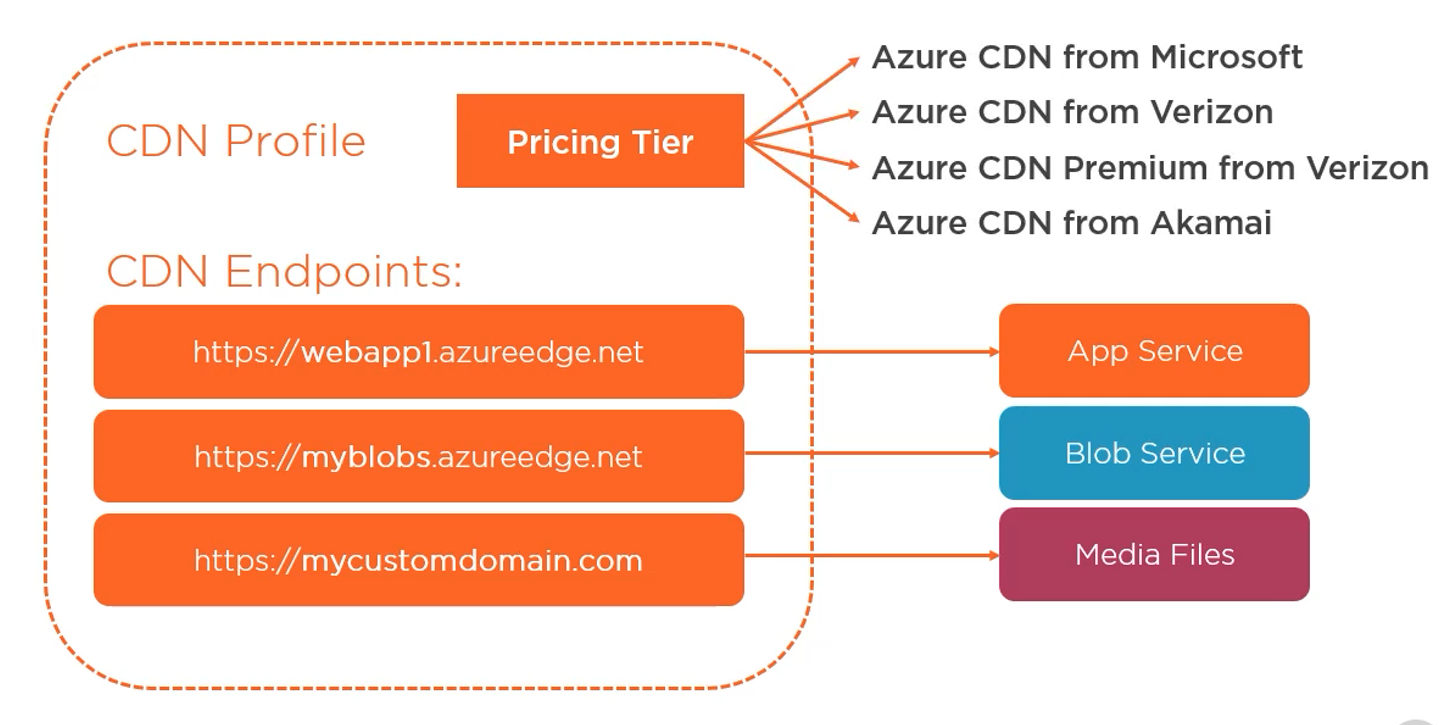 CDN Profile
Pricing Tier
Azure CDN from Microsoft
Azure CDN from Verizon
Azure CDN Premium from Verizon
Azure CDN from Akamai
CDN Endpoints:
https://webapp1.azureedge.net
App Service
https://myblobs.azureedge.net
Blob Service
https://mycustomdomain.com
Media Files